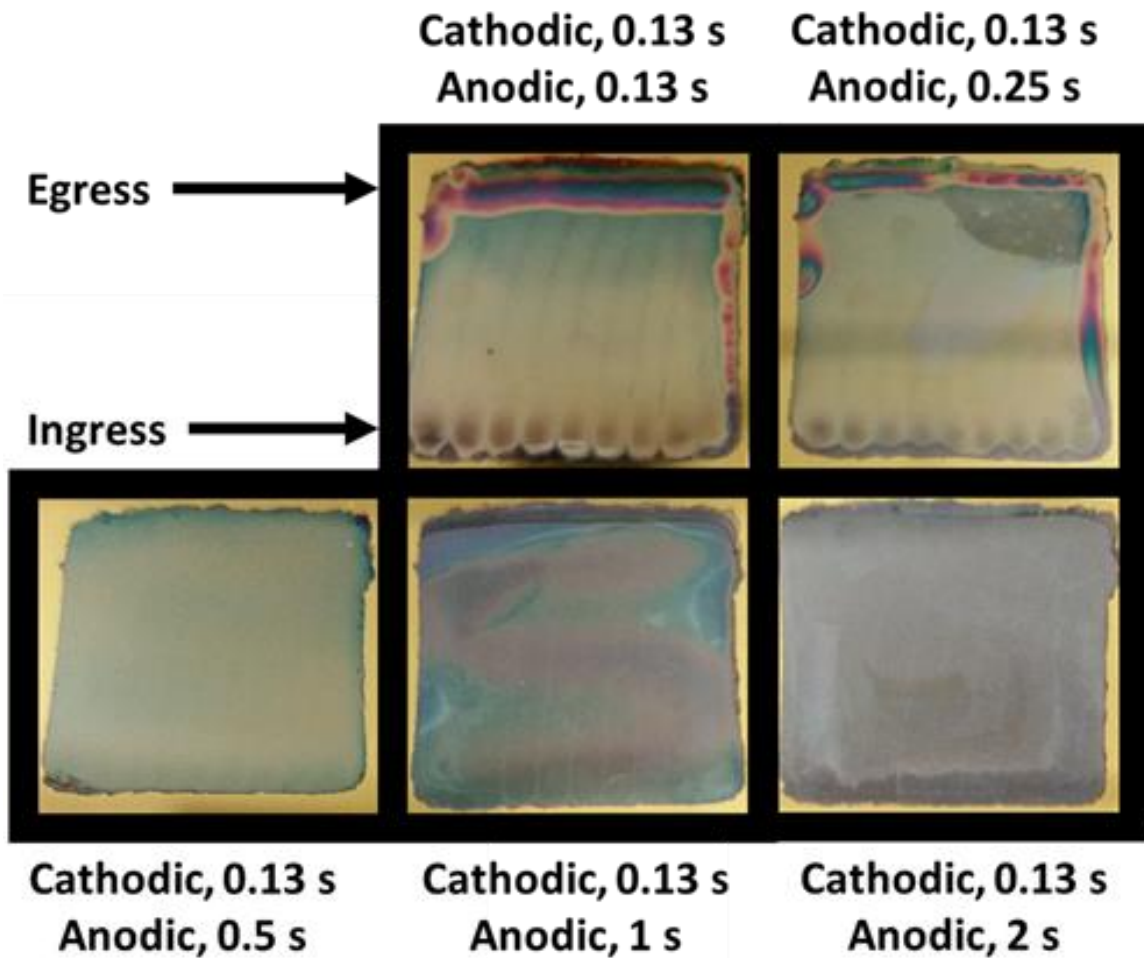 Cathodic, 0.13 s
Anodic, 0.13 s
Cathodic, 0.13 s
Anodic, 0.25 s
Egress
Ingress
Cathodic, 0.13 s
Anodic, 0.5 s
Cathodic, 0.13 s
Anodic, 1 s
Cathodic, 0.13 s
Anodic, 2 s